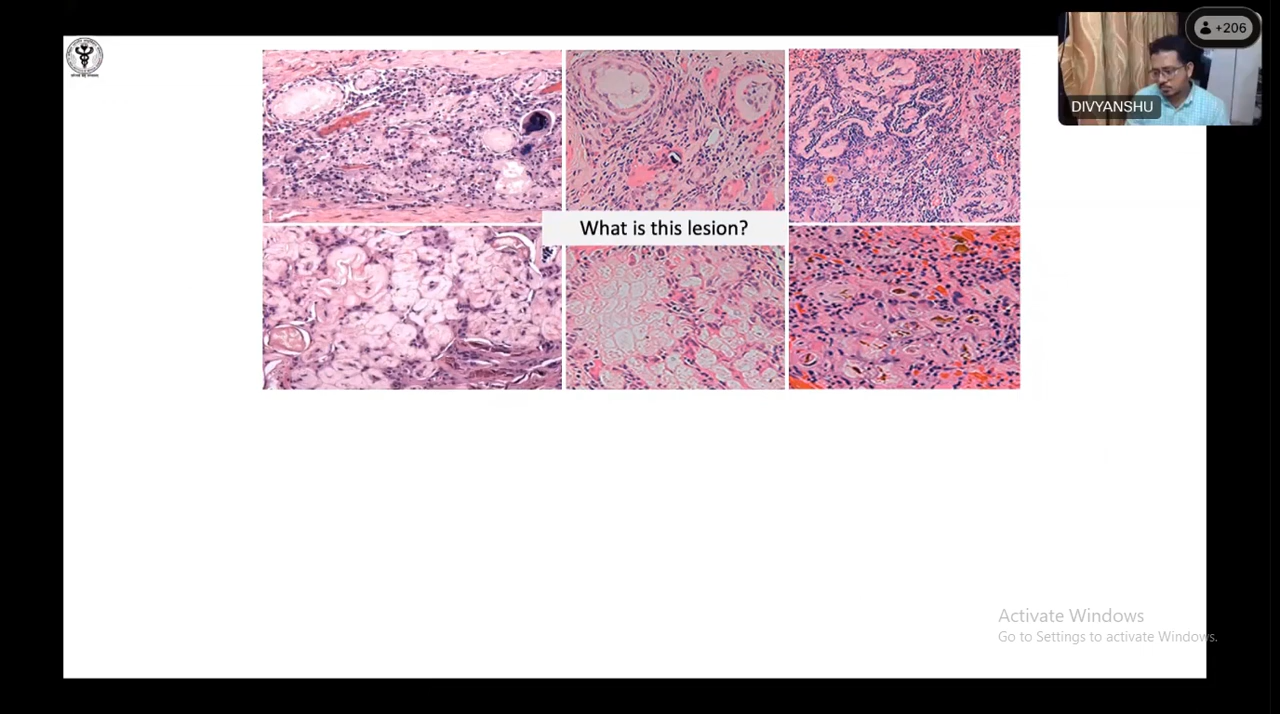 +206
DIVYANSHU
What is this lesion?
Activate Windows
Go to Settings to activate Windows.